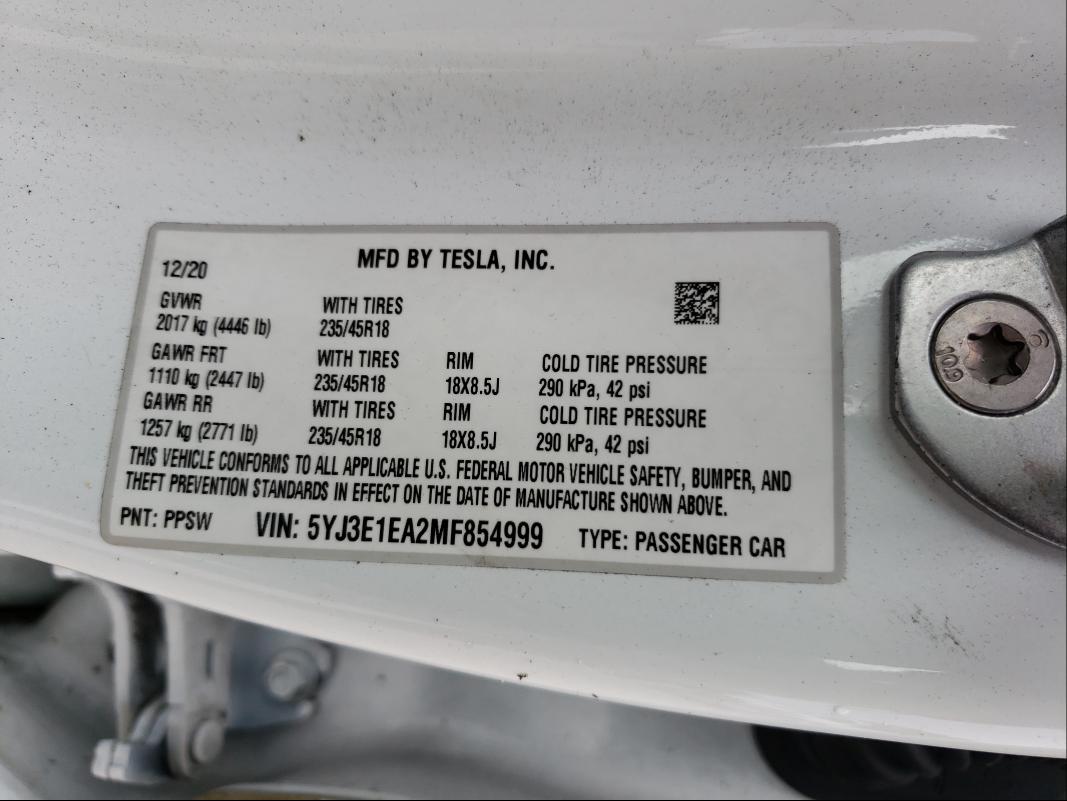 MFD BY TESLA, INC.
12/20
GVWR WITH TIRES
2017 kg (4446 lb) 235/45R18
GAWR FRT WITH TIRES RIM COLD TIRE PRESSURE
1110 kg (2447 lb) 235/45R18 18X8.5J 290 kPa, 42 psi
GAWR RR WITH TIRES RIM COLD TIRE PRESSURE
1257 kg (2771 lb) 235/45R18 18X8.5J 290 kPa, 42 psi
THIS VEHICLE CONFORMS TO ALL APPLICABLE U.S. FEDERAL MOTOR VEHICLE SAFETY, BUMPER, AND
THEFT PREVENTION STANDARDS IN EFFECT ON THE DATE OF MANUFACTURE SHOWN ABOVE.
PNT: PPSW VIN: 5YJ3E1EA2MF854999 TYPE: PASSENGER CAR
10.9